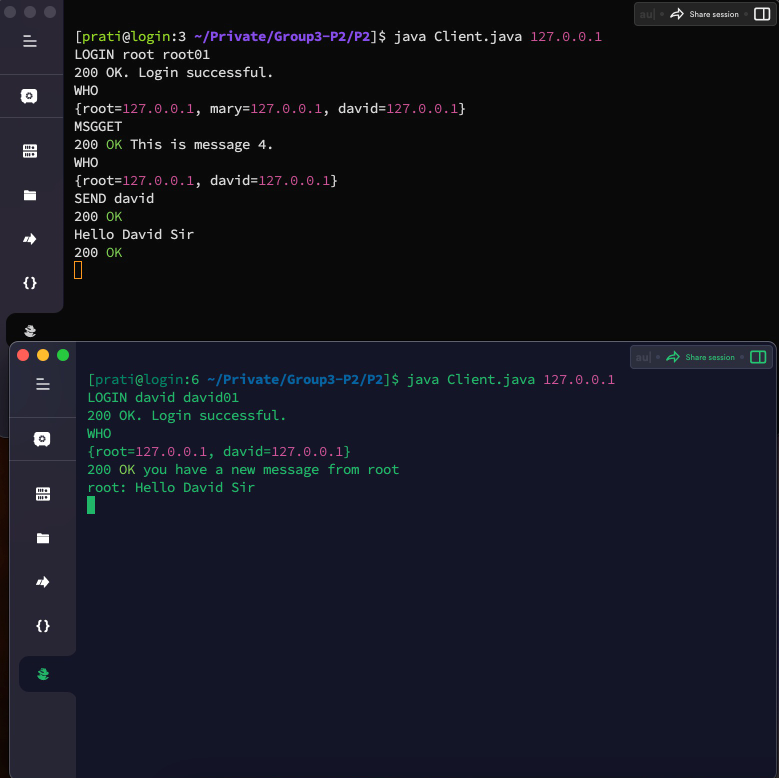 au| Share session
[prati@login:3 ~/Private/Group3-P2/P2]$ java Client.java 127.0.0.1
LOGIN root root01
200 OK. Login successful.
WHO
{root=127.0.0.1, mary=127.0.0.1, david=127.0.0.1}
MSGGET
200 OK This is message 4.
WHO
{root=127.0.0.1, david=127.0.0.1}
SEND david
200 OK
Hello David Sir
200 OK
au| Share session
[prati@login:6 ~/Private/Group3-P2/P2]$ java Client.java 127.0.0.1
LOGIN david david01
200 OK. Login successful.
WHO
{root=127.0.0.1, david=127.0.0.1}
200 OK you have a new message from root
root: Hello David Sir